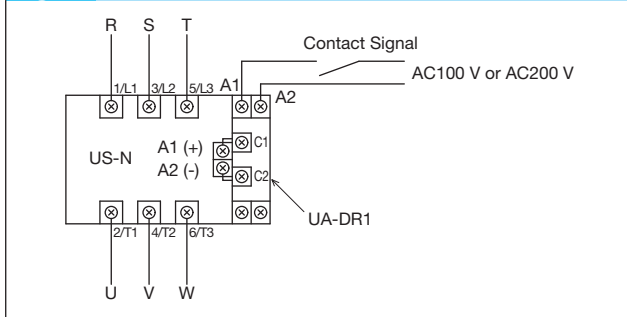 R S T
Contact Signal
AC100 V or AC200 V
1/L1 3/L2 5/L3 A1
A2
C1
US-N A1 (+)
A2 (-)
C2
UA-DR1
2/T1 4/T2 6/T3
U V W